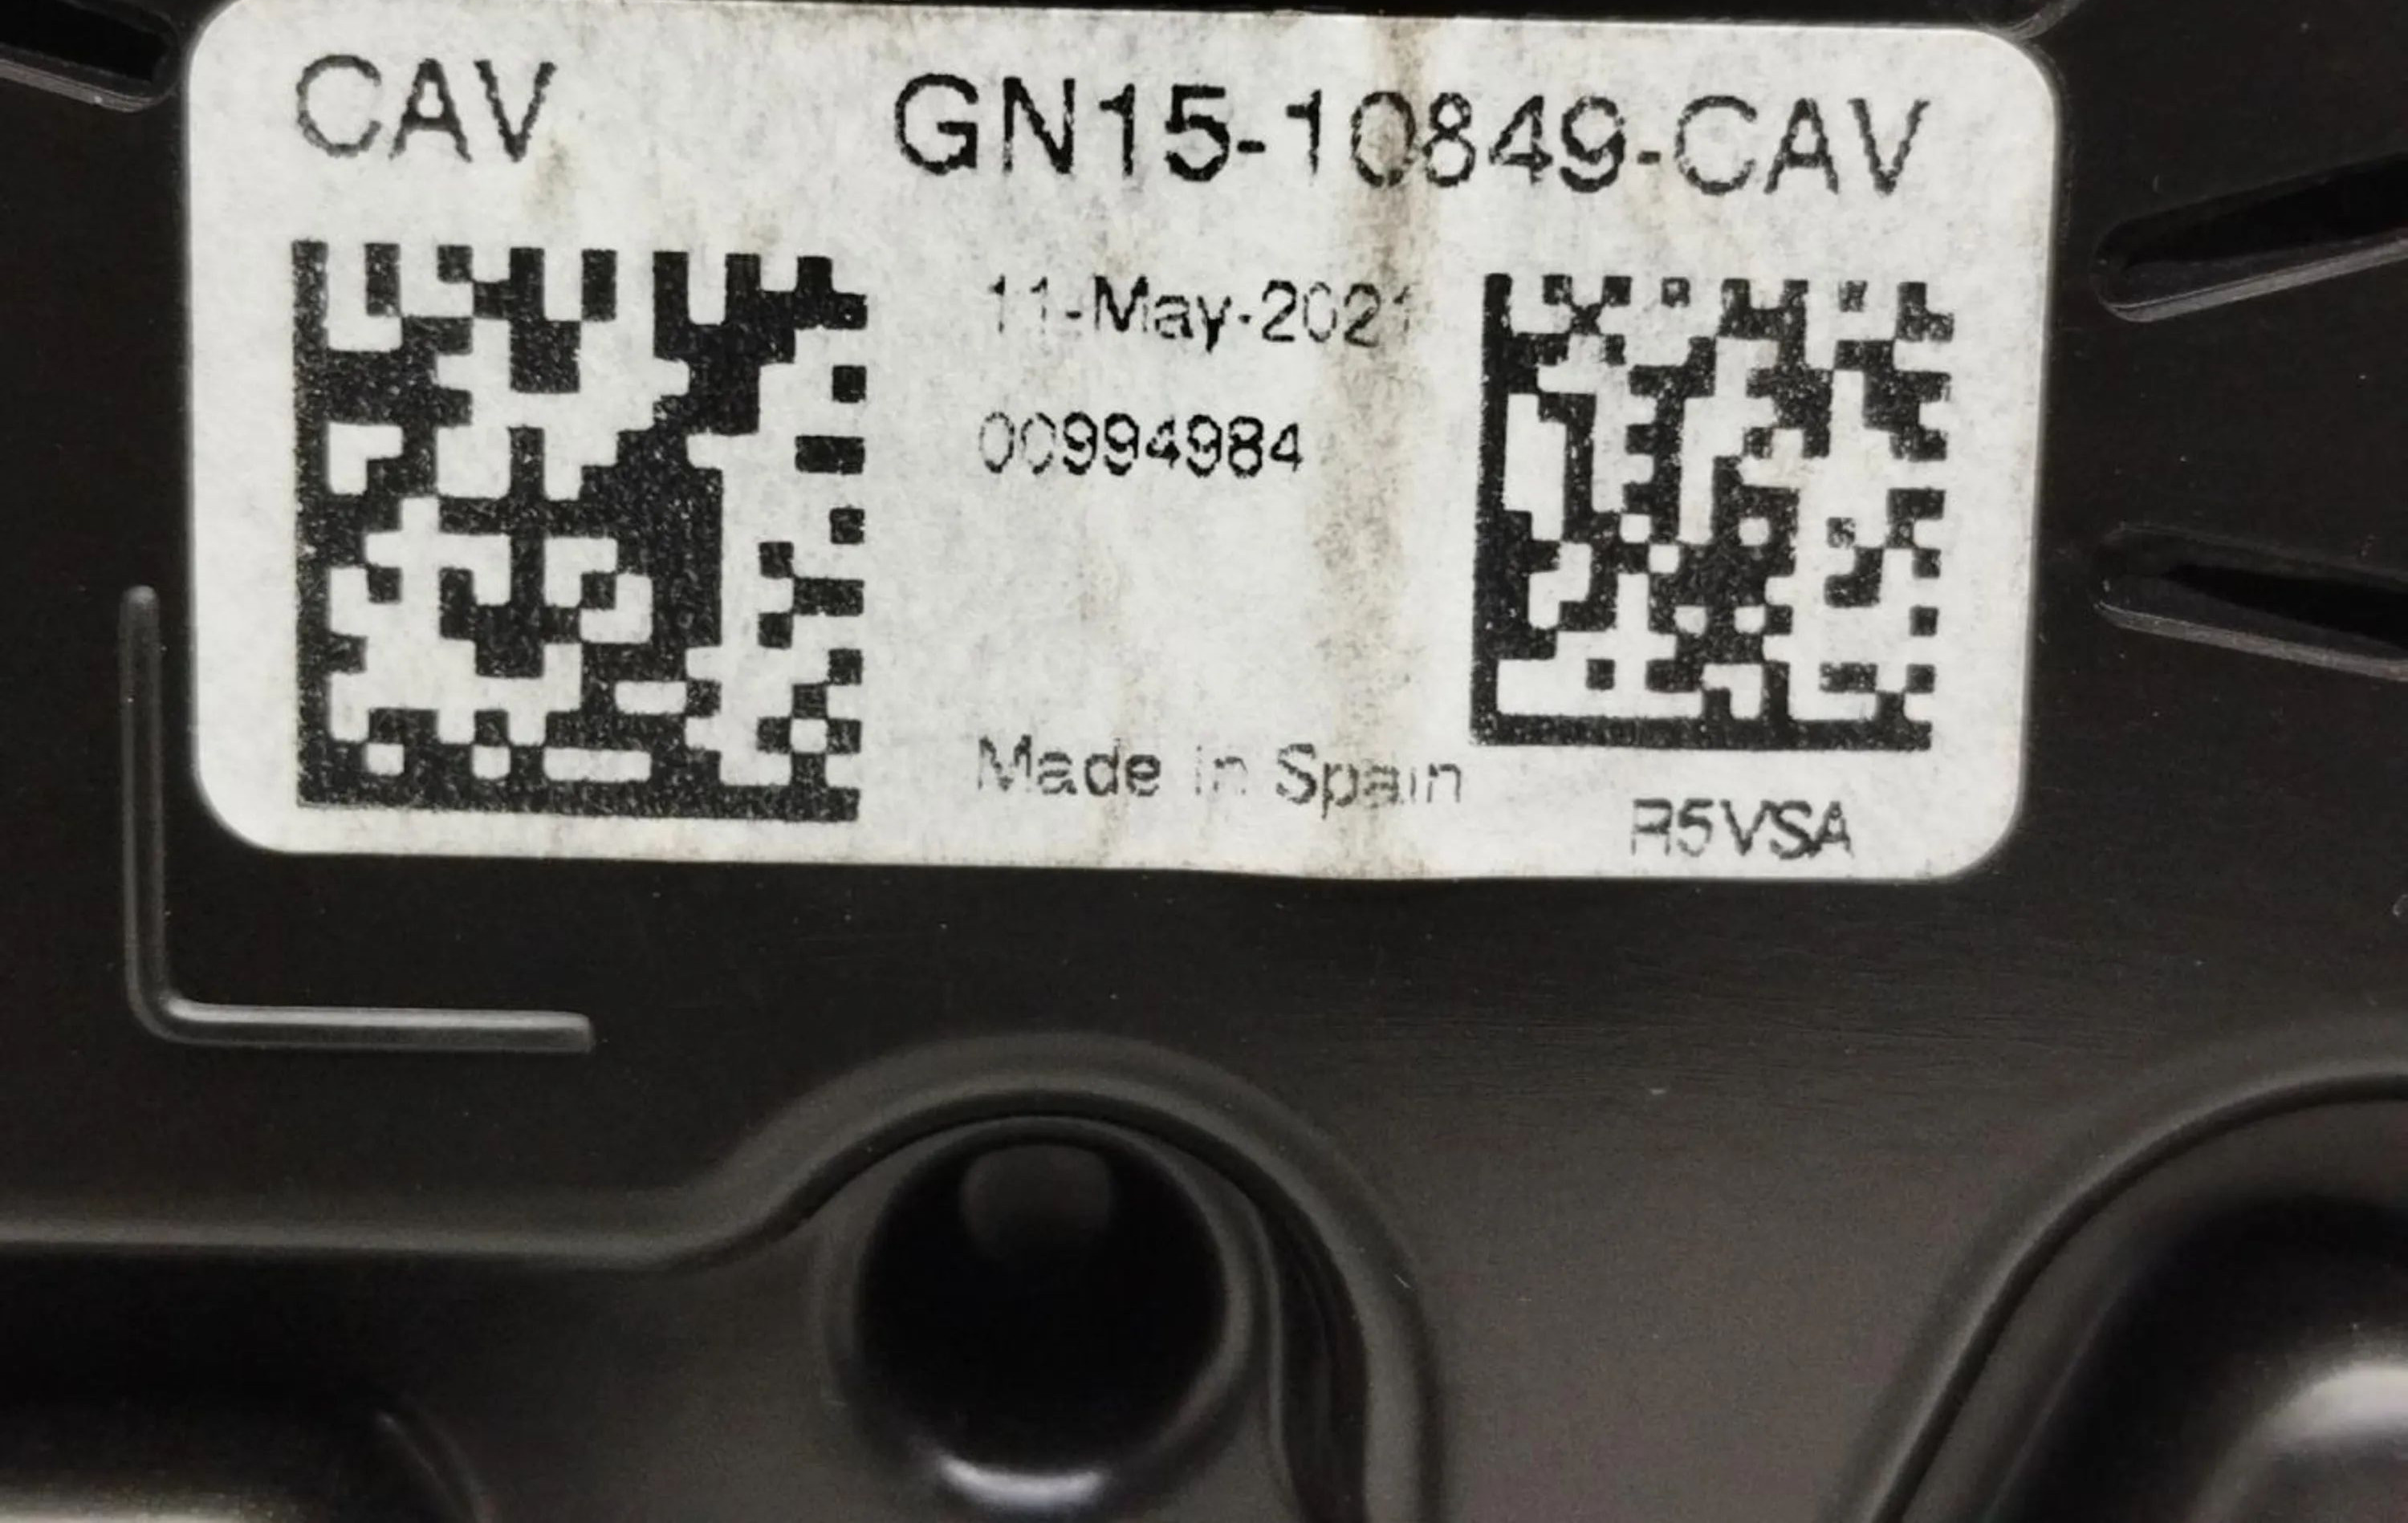 CAV GN15-10849-CAV
11-May-2021
00994984
Made in Spain
R5VSA